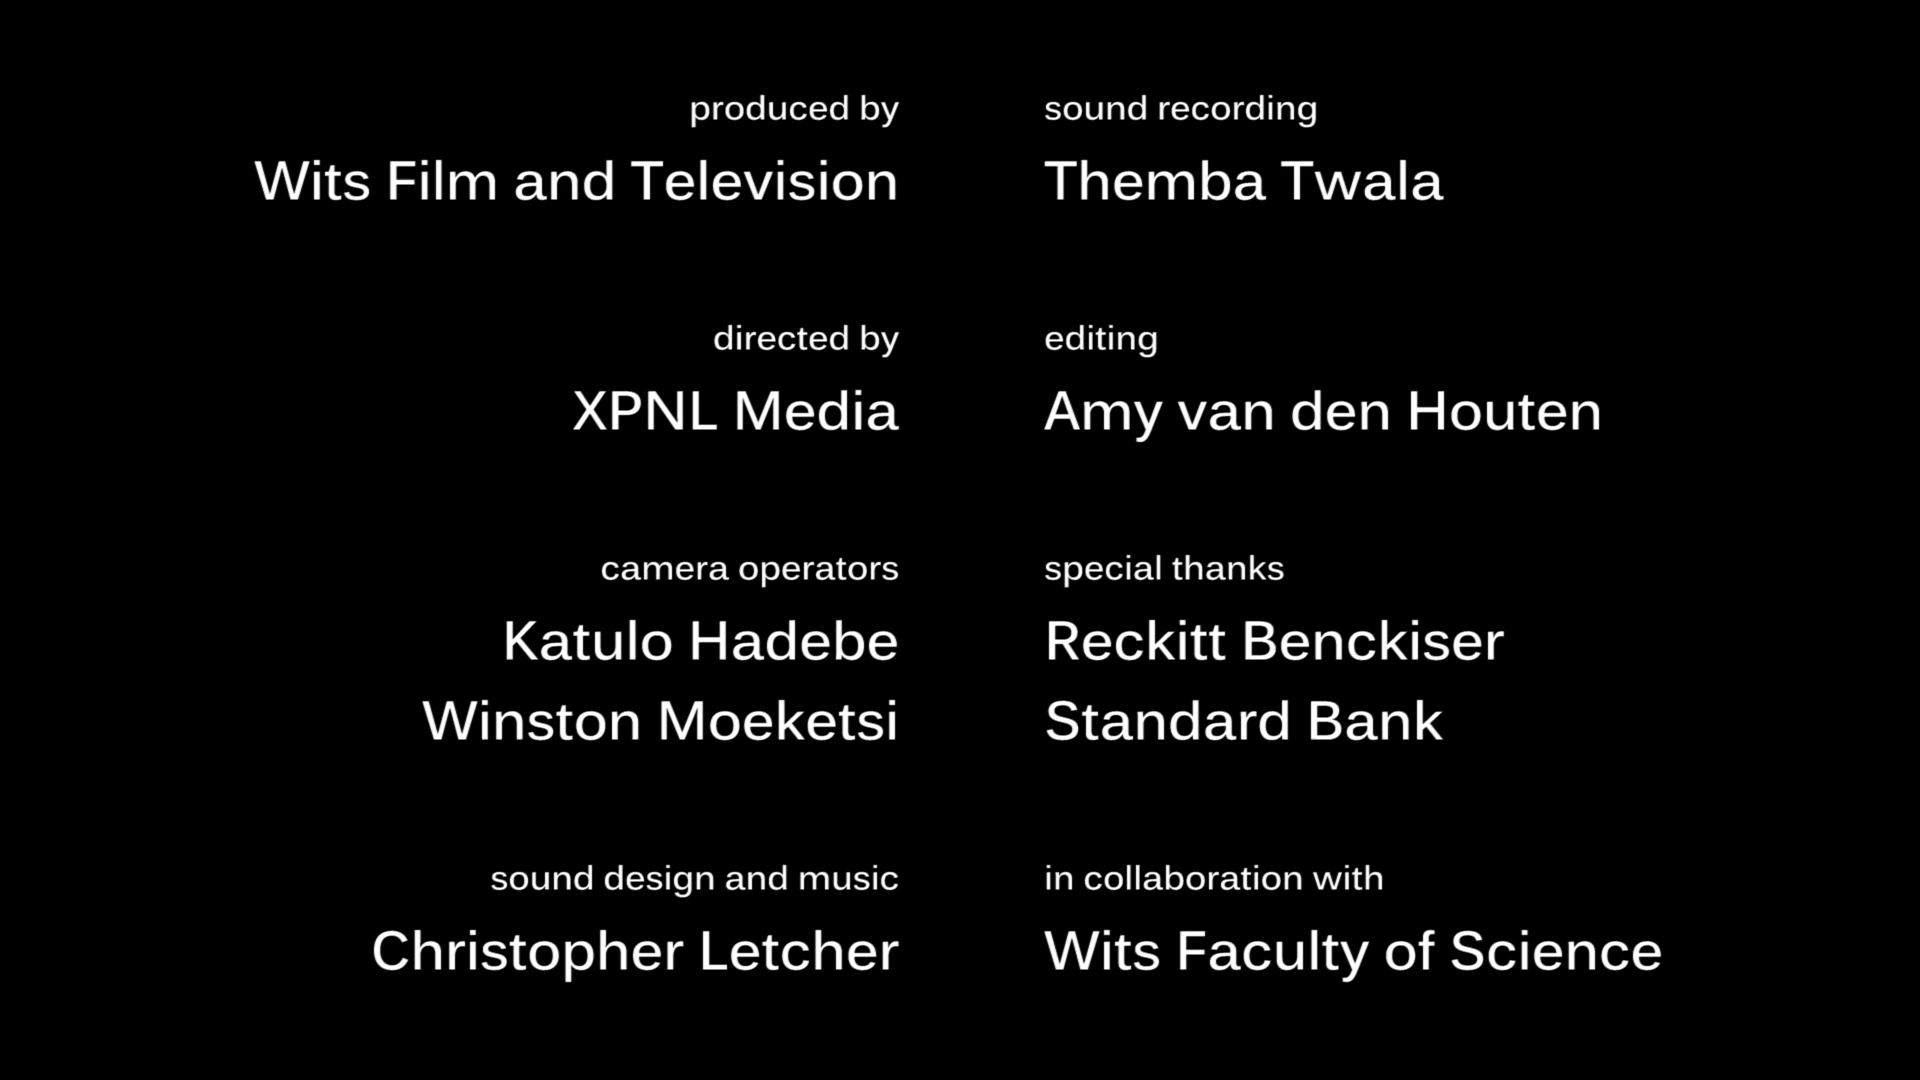 produced by
Wits Film and Television
directed by
XPNL Media
camera operators
Katulo Hadebe
Winston Moeketsi
sound design and music
Christopher Letcher
sound recording
Themba Twala
editing
Amy van den Houten
special thanks
Reckitt Benckiser
Standard Bank
in collaboration with
Wits Faculty of Science